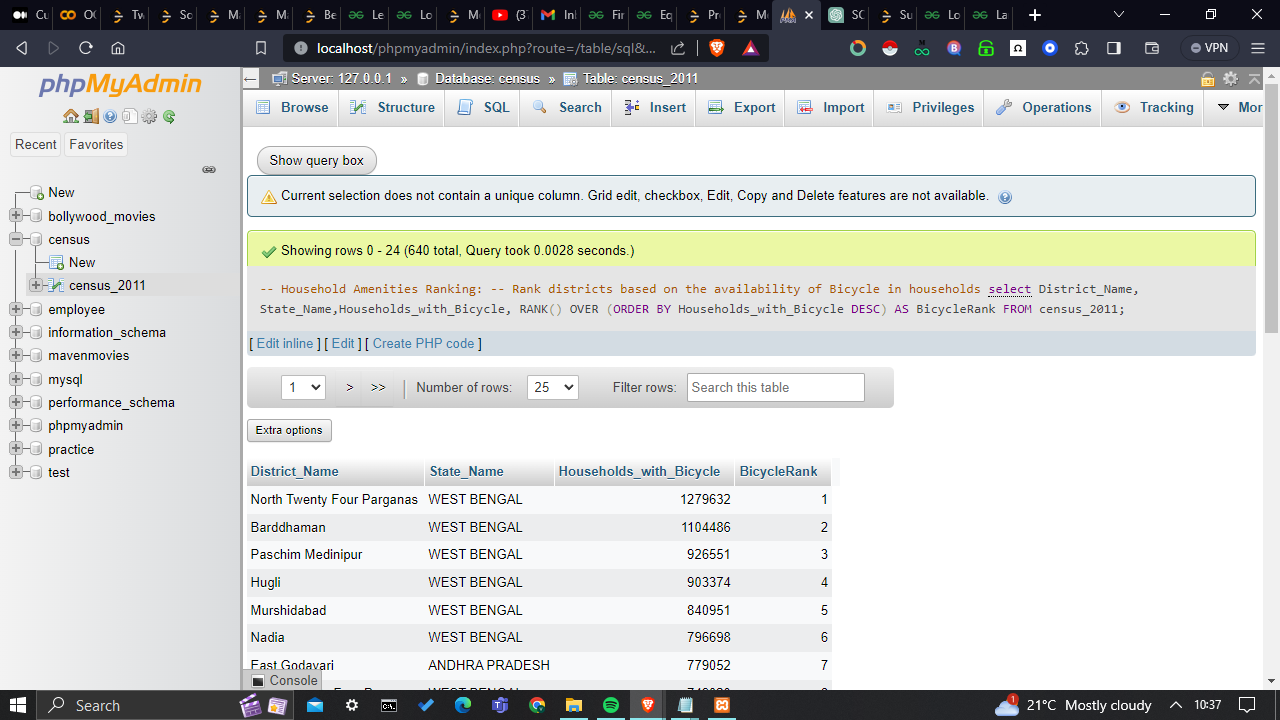 Cu
OC
Tw
Sc
M
M
Be
Le
Lo
M
(3
Inl
Fir
Eq
Pr
M
SC
Su
Lo
La
localhost/phpmyadmin/index.php?route=/table/sql&...
VPN
phpMyAdmin
Recent
Favorites
New
bollywood_movies
census
New
census_2011
employee
information_schema
mavenmovies
mysql
performance_schema
phpmyadmin
practice
test
Server: 127.0.0.1 » Database: census » Table: census_2011
Browse
Structure
SQL
Search
Insert
Export
Import
Privileges
Operations
Tracking
Mor
Show query box
Current selection does not contain a unique column. Grid edit, checkbox, Edit, Copy and Delete features are not available.
Showing rows 0 - 24 (640 total, Query took 0.0028 seconds.)
-- Household Amenities Ranking: -- Rank districts based on the availability of Bicycle in households select District_Name,
State_Name,Households_with_Bicycle, RANK() OVER (ORDER BY Households_with_Bicycle DESC) AS BicycleRank FROM census_2011;
[ Edit inline ] [ Edit ] [ Create PHP code ]
1 > >> | Number of rows: 25 Filter rows: Search this table
Extra options
District_Name State_Name Households_with_Bicycle BicycleRank
North Twenty Four Parganas WEST BENGAL 1279632 1
Barddhaman WEST BENGAL 1104486 2
Paschim Medinipur WEST BENGAL 926551 3
Hugli WEST BENGAL 903374 4
Murshidabad WEST BENGAL 840951 5
Nadia WEST BENGAL 796698 6
East Godavari ANDHRA PRADESH 779052 7
Console
Search
1
21°C Mostly cloudy
10:37